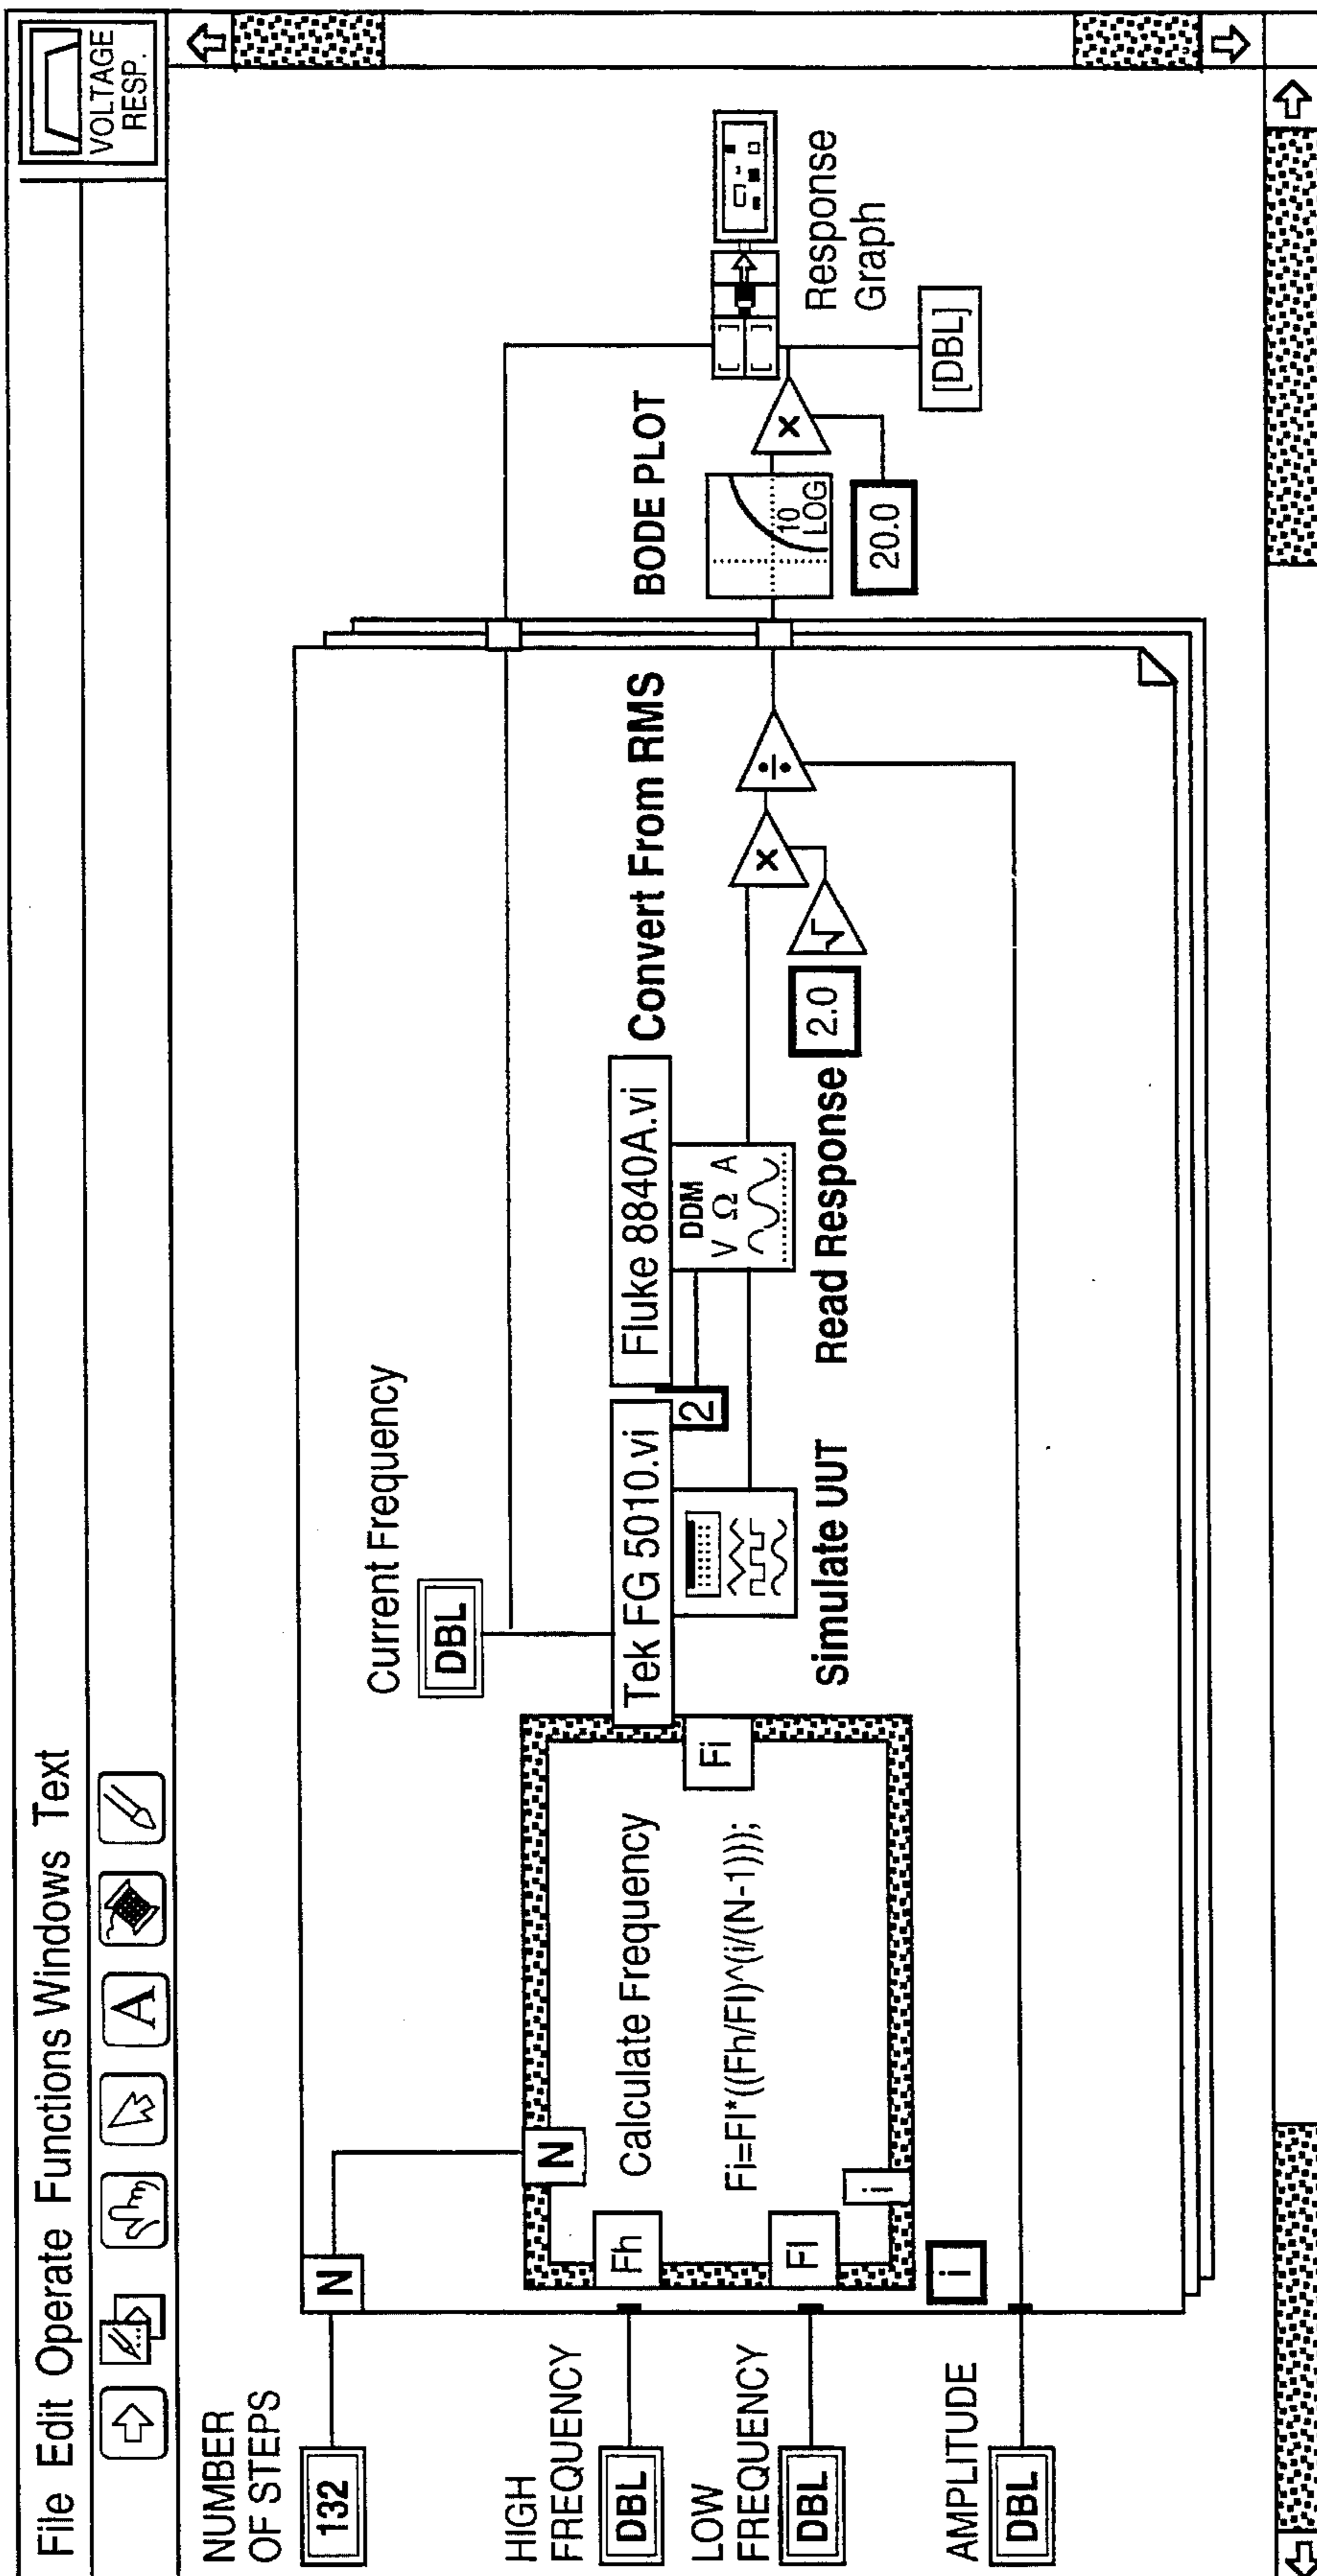 File Edit Operate Functions Windows Text
VOLTAGE
RESP.
A
NUMBER
OF STEPS
132
N
HIGH
FREQUENCY
DBL
LOW
FREQUENCY
DBL
AMPLITUDE
DBL
N
Fh
Fl
i
i
Calculate Frequency
Fi=Fl*((Fh/Fl)^(i/(N-1)));
Fi
Current Frequency
DBL
Tek FG 5010.vi
Simulate UUT
2
Fluke 8840A.vi
DDM
V Ω A
Read Response
Convert From RMS
2.0
√
x
÷
BODE PLOT
10
LOG
20.0
x
[ ]
[ ]
Response
Graph
[DBL]